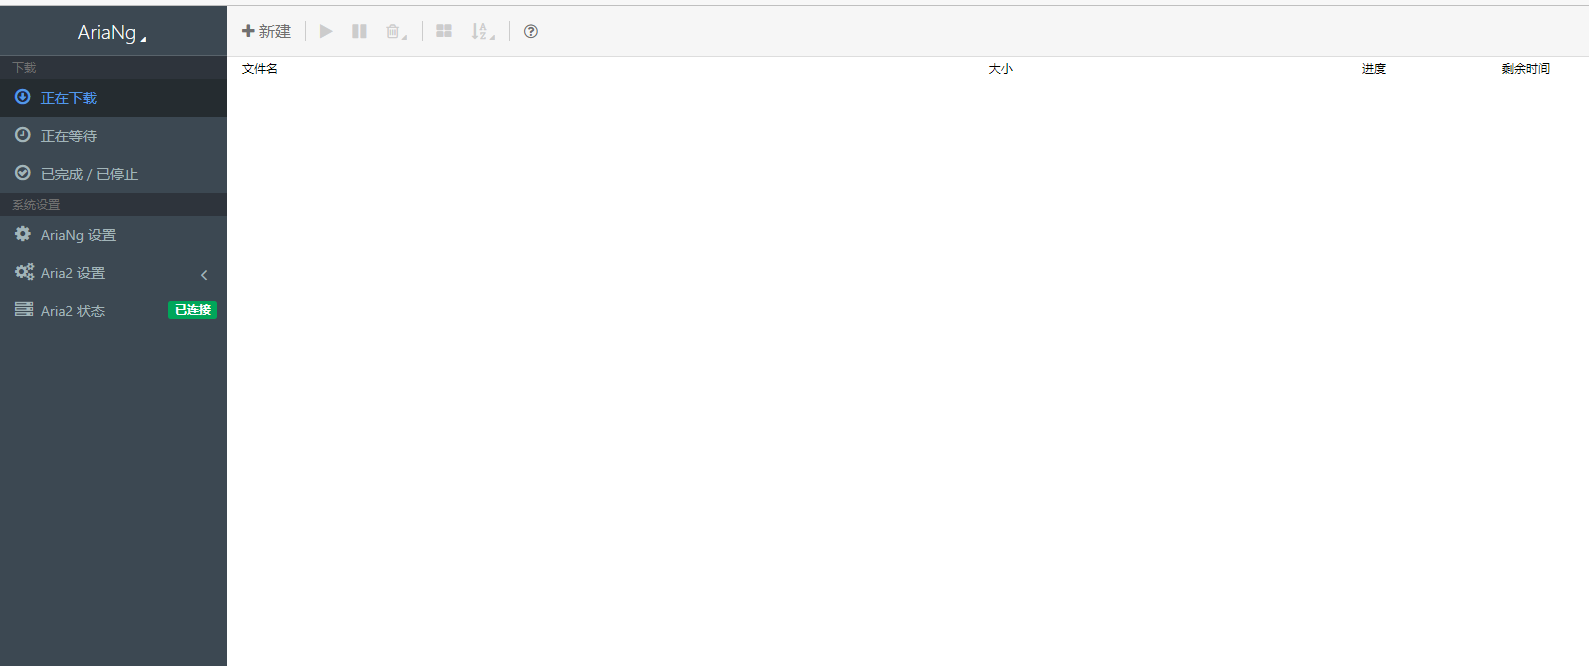 AriaNg
新建
下载
文件名 大小 进度 剩余时间
正在下载
正在等待
已完成 / 已停止
系统设置
AriaNg 设置
Aria2 设置
Aria2 状态 已连接